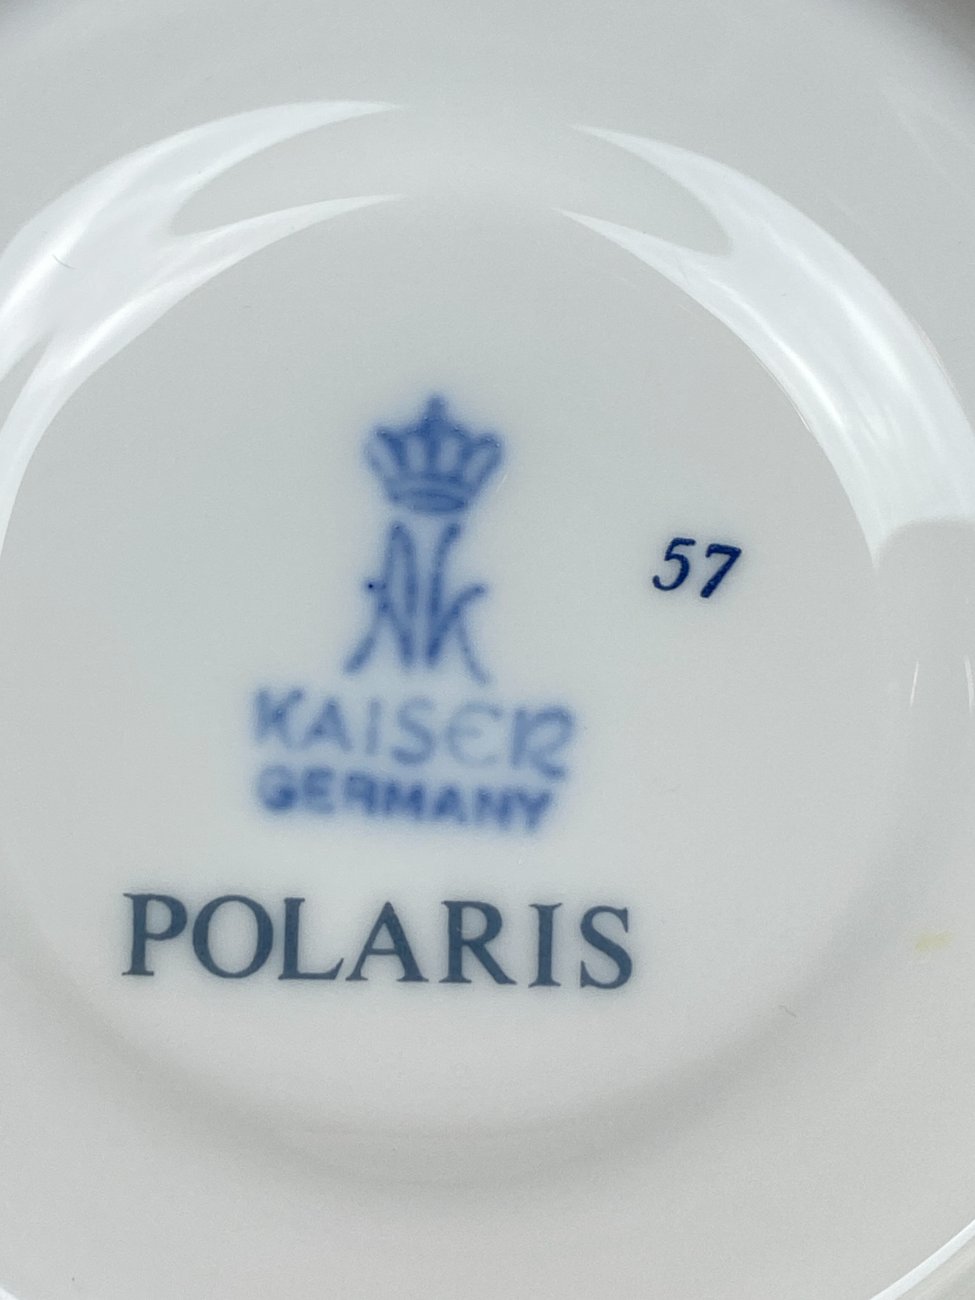 AK
57
KAISER
GERMANY
POLARIS